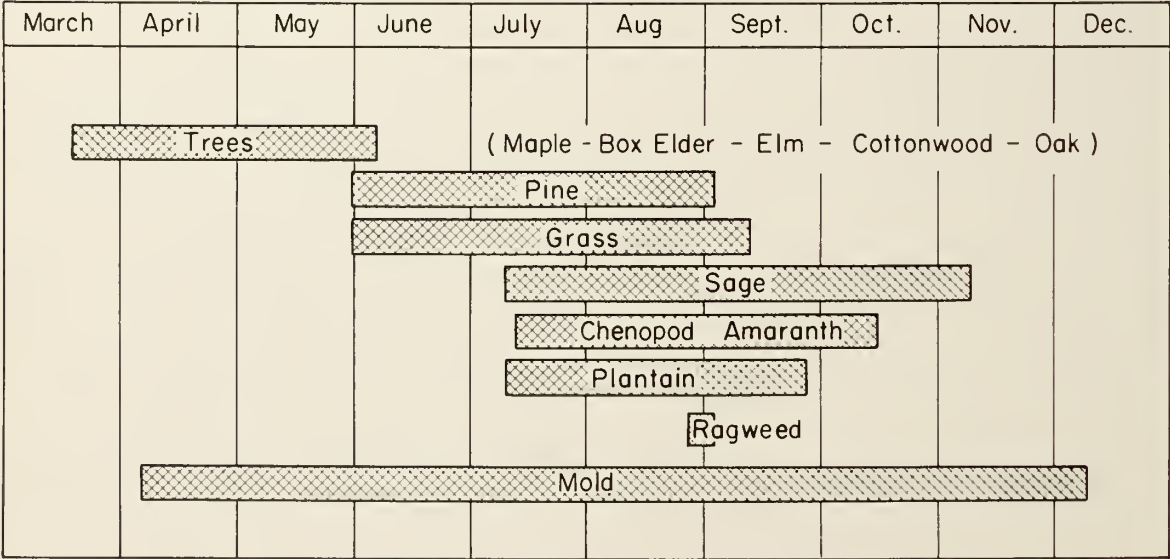 March April May June July Aug Sept. Oct. Nov. Dec.
Trees (Maple - Box Elder - Elm - Cottonwood - Oak)
Pine
Grass
Sage
Chenopod Amaranth
Plantain
Ragweed
Mold